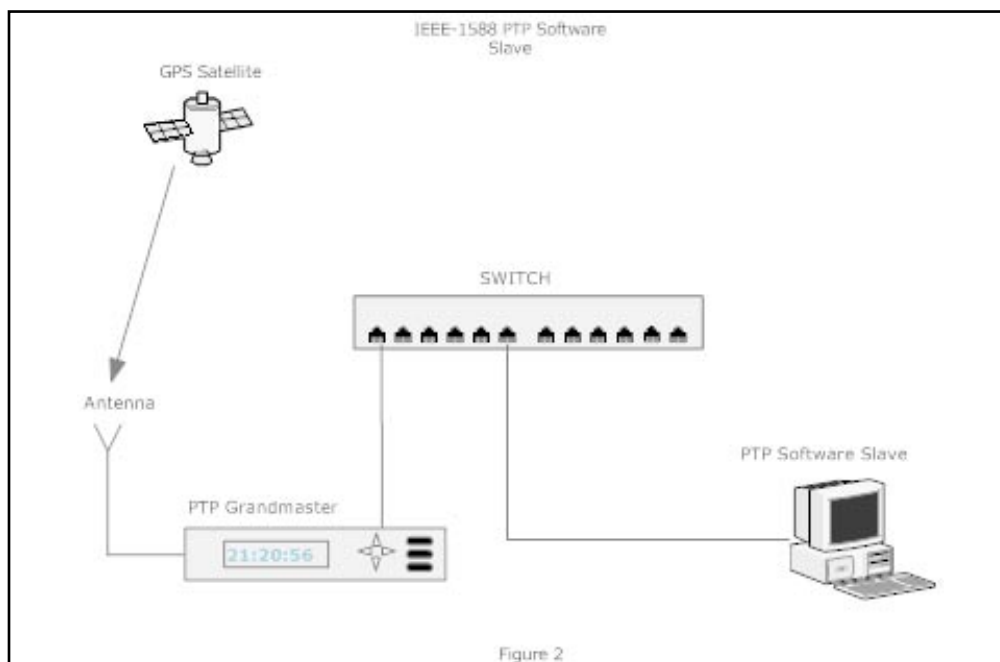 IEEE-1588 PTP Software
Slave
GPS Satellite
SWITCH
Antenna
PTP Software Slave
PTP Grandmaster
21:20:56
Figure 2